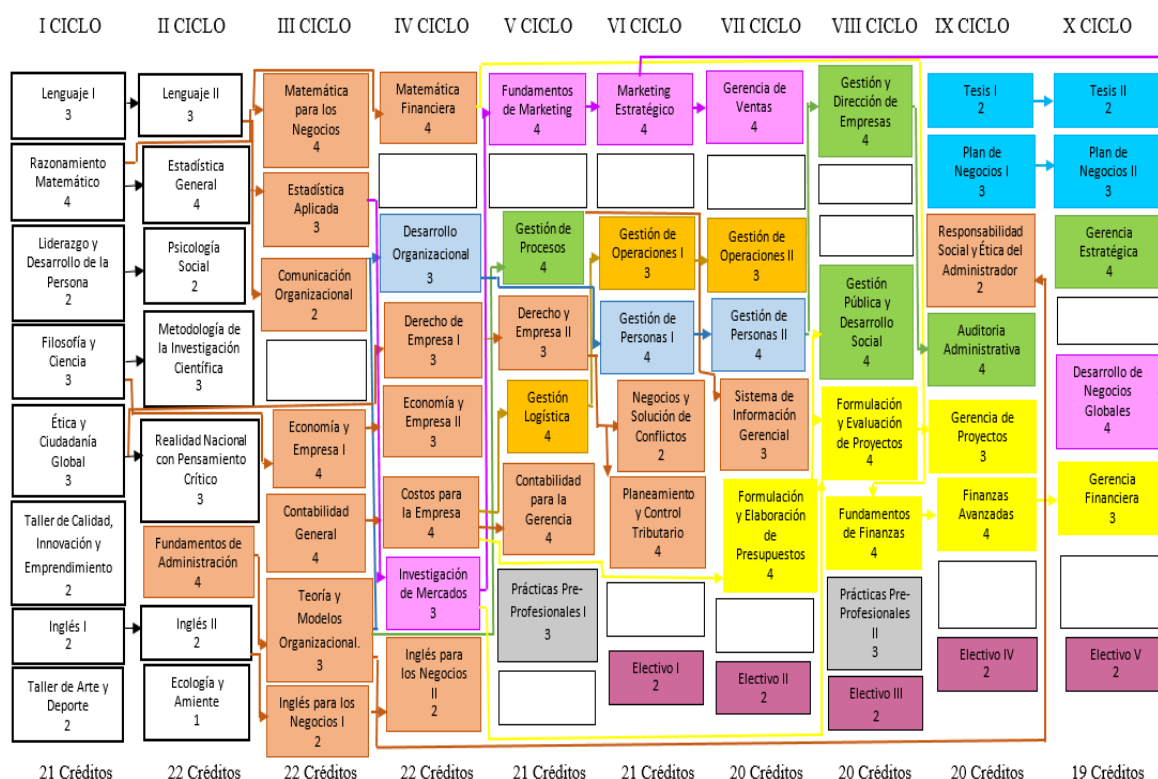 I CICLO
II CICLO
III CICLO
IV CICLO
V CICLO
VI CICLO
VII CICLO
VIII CICLO
IX CICLO
X CICLO
Lenguaje I
3
Razonamiento
Matemático
4
Liderazgo y
Desarrollo de la
Persona
2
Filosofía y
Ciencia
3
Ética y
Ciudadanía
Global
3
Taller de Calidad,
Innovación y
Emprendimiento
2
Inglés I
2
Taller de Arte y
Deporte
2
21 Créditos
Lenguaje II
3
Estadística
General
4
Psicología
Social
2
Metodología de
la Investigación
Científica
3
Realidad Nacional
con Pensamiento
Crítico
3
Fundamentos de
Administración
4
Inglés II
2
Ecología y
Amiente
1
22 Créditos
Matemática
para los
Negocios
4
Estadística
Aplicada
3
Comunicación
Organizacional
2
Economía y
Empresa I
4
Contabilidad
General
4
Teoría y
Modelos
Organizacional.
3
Inglés para los
Negocios I
2
22 Créditos
Matemática
Financiera
4
Desarrollo
Organizacional
3
Derecho de
Empresa I
3
Economía y
Empresa II
3
Costos para
la Empresa
4
Investigación
de Mercados
3
Inglés para
los Negocios
II
2
22 Créditos
Fundamentos
de Marketing
4
Gestión de
Procesos
4
Derecho y
Empresa II
3
Gestión
Logística
4
Contabilidad
para la
Gerencia
4
Prácticas Pre-
Profesionales I
3
21 Créditos
Marketing
Estratégico
4
Gestión de
Operaciones I
3
Gestión de
Personas I
4
Negocios y
Solución de
Conflictos
2
Planeamiento
y Control
Tributario
4
Electivo I
2
21 Créditos
Gerencia de
Ventas
4
Gestión de
Operaciones II
3
Gestión de
Personas II
4
Sistema de
Información
Gerencial
3
Formulación
y Elaboración
de
Presupuestos
4
Electivo II
2
20 Créditos
Gestión y
Dirección de
Empresas
4
Gestión
Pública y
Desarrollo
Social
4
Formulación
y Evaluación
de Proyectos
4
Fundamentos
de Finanzas
4
Prácticas Pre-
Profesionales
II
3
Electivo III
2
20 Créditos
Tesis I
2
Plan de
Negocios I
3
Responsabilidad
Social y Ética del
Administrador
2
Auditoria
Administrativa
4
Gerencia de
Proyectos
3
Finanzas
Avanzadas
4
Electivo IV
2
20 Créditos
Tesis II
2
Plan de
Negocios II
3
Gerencia
Estratégica
4
Desarrollo de
Negocios
Globales
4
Gerencia
Financiera
3
Electivo V
2
19 Créditos